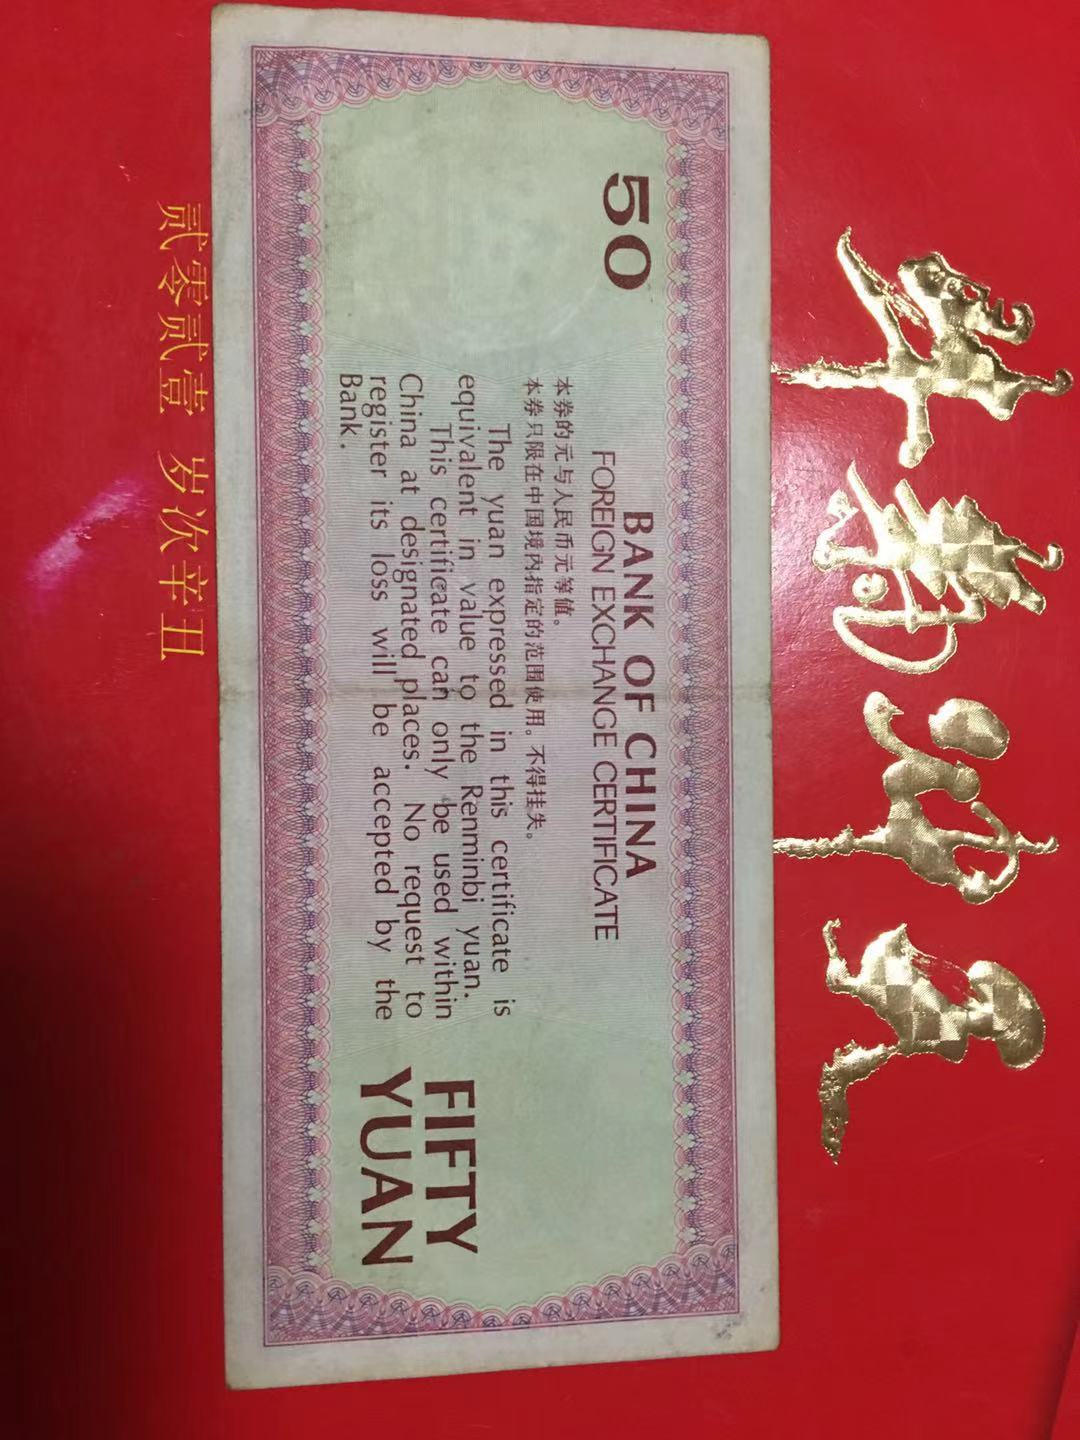 50
BANK OF CHINA
FOREIGN EXCHANGE CERTIFICATE
本券的元与人民币元等值。
本券只限在中国境内指定的范围使用。不得挂失。
The yuan expressed in this certificate is
equivalent in value to the Renminbi yuan.
This certificate can only be used within
China at designated places. No request to
register its loss will be accepted by the
Bank.
FIFTY
YUAN
贰零贰壹 岁次辛丑